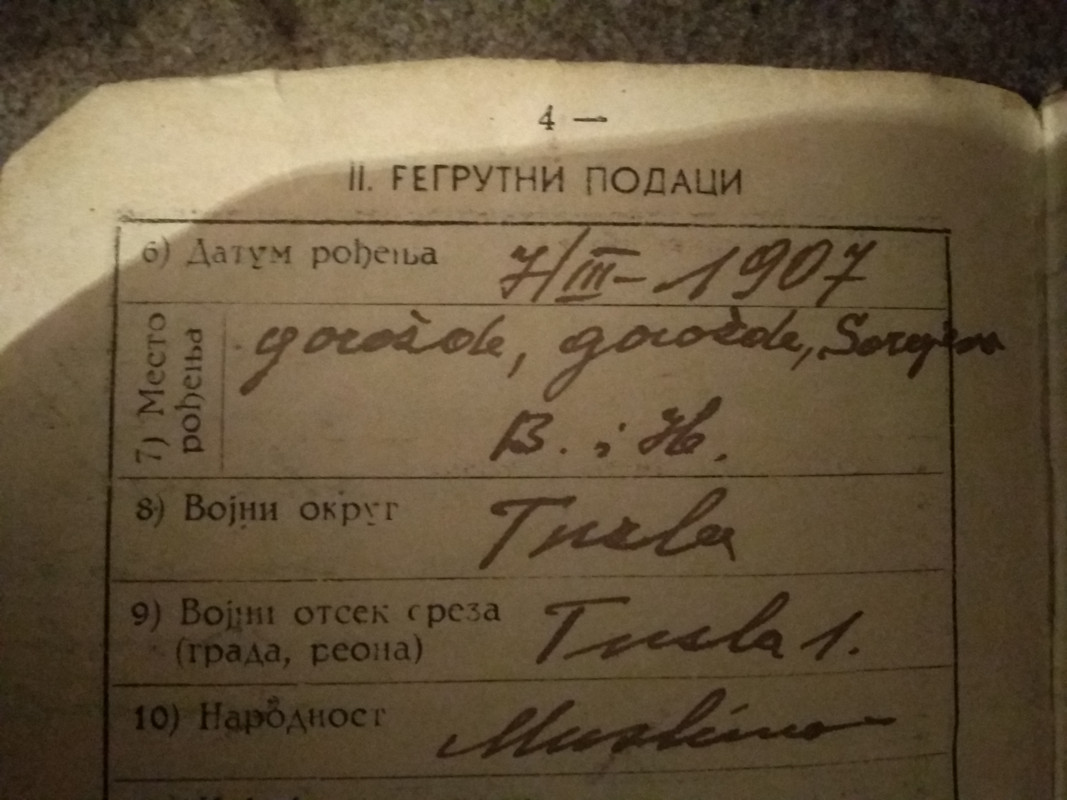 4 —
II. РЕГРУТНИ ПОДАЦИ
6) Датум рођења 7/III- 1907
7) Место рођења goražde, goražde, Sarajevo
B. i H.
8) Војни округ Tuzla
9) Војни отсек среза Tuzla 1.
(града, реона)
10) Народност Muslimo